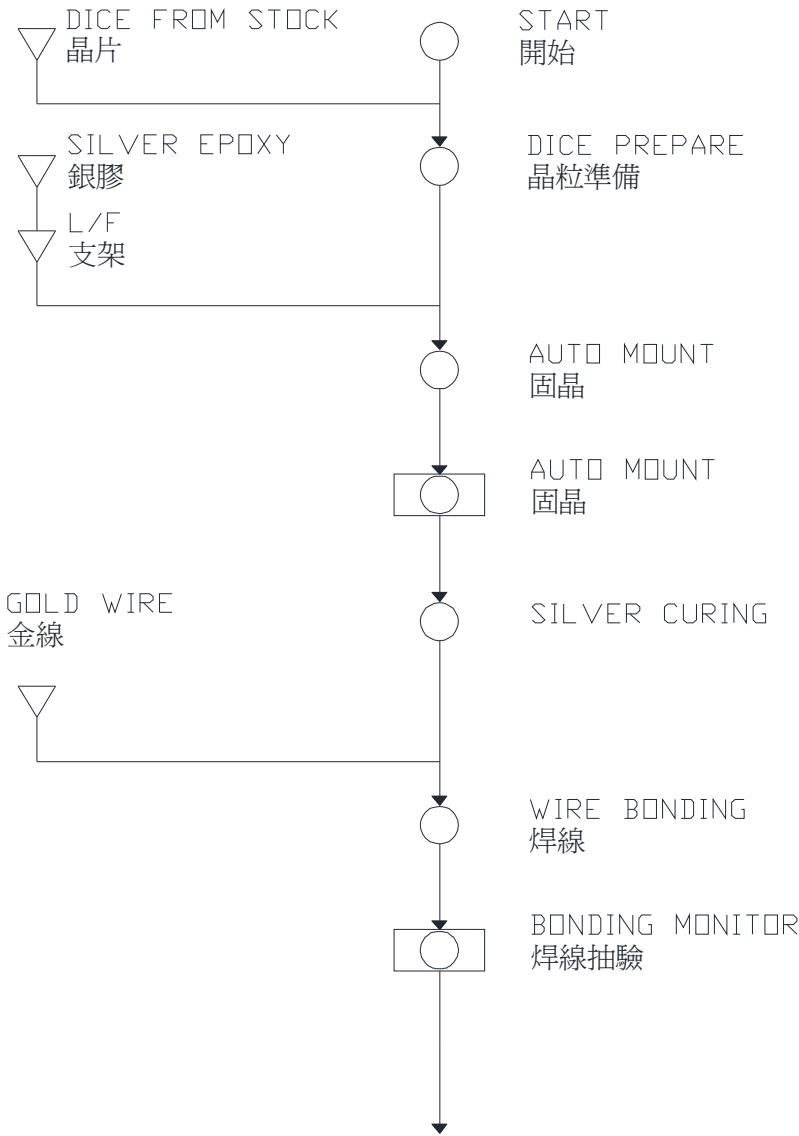 DICE FROM STOCK
晶片
START
開始
SILVER EPOXY
銀膠
DICE PREPARE
晶粒準備
L/F
支架
AUTO MOUNT
固晶
AUTO MOUNT
固晶
GOLD WIRE
金線
SILVER CURING
WIRE BONDING
焊線
BONDING MONITOR
焊線抽驗